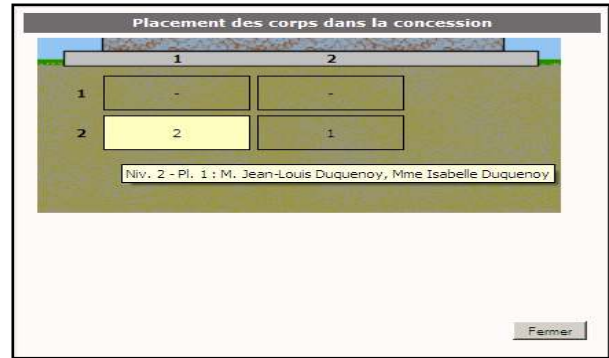 Placement des corps dans la concession
1 2
1 - -
2 2 1
Niv. 2 - Pl. 1 : M. Jean-Louis Duquenoy, Mme Isabelle Duquenoy
Fermer